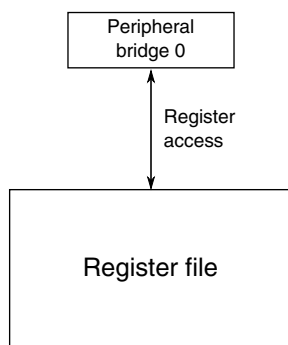 Peripheral
bridge 0
Register
access
Register file